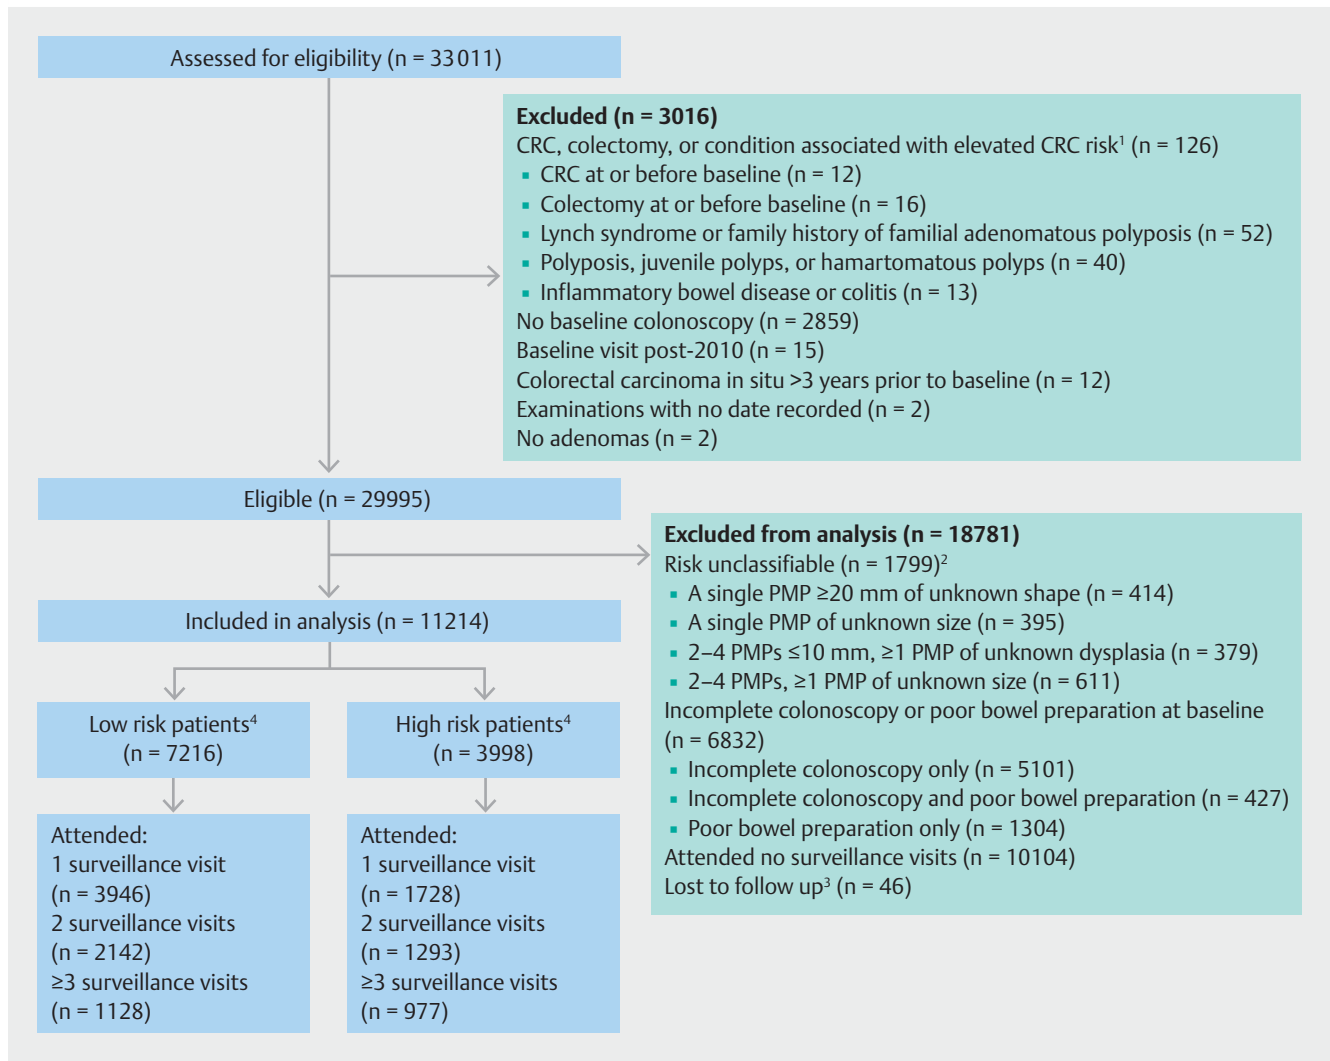 Assessed for eligibility (n = 33011)
Excluded (n = 3016)
CRC, colectomy, or condition associated with elevated CRC risk¹ (n = 126)
▪ CRC at or before baseline (n = 12)
▪ Colectomy at or before baseline (n = 16)
▪ Lynch syndrome or family history of familial adenomatous polyposis (n = 52)
▪ Polyposis, juvenile polyps, or hamartomatous polyps (n = 40)
▪ Inflammatory bowel disease or colitis (n = 13)
No baseline colonoscopy (n = 2859)
Baseline visit post-2010 (n = 15)
Colorectal carcinoma in situ >3 years prior to baseline (n = 12)
Examinations with no date recorded (n = 2)
No adenomas (n = 2)
Eligible (n = 29995)
Excluded from analysis (n = 18781)
Risk unclassifiable (n = 1799)²
▪ A single PMP ≥20 mm of unknown shape (n = 414)
▪ A single PMP of unknown size (n = 395)
▪ 2–4 PMPs ≤10 mm, ≥1 PMP of unknown dysplasia (n = 379)
▪ 2–4 PMPs, ≥1 PMP of unknown size (n = 611)
Incomplete colonoscopy or poor bowel preparation at baseline
(n = 6832)
▪ Incomplete colonoscopy only (n = 5101)
▪ Incomplete colonoscopy and poor bowel preparation (n = 427)
▪ Poor bowel preparation only (n = 1304)
Attended no surveillance visits (n = 10104)
Lost to follow up³ (n = 46)
Included in analysis (n = 11214)
Low risk patients⁴
(n = 7216)
High risk patients⁴
(n = 3998)
Attended:
1 surveillance visit
(n = 3946)
2 surveillance visits
(n = 2142)
≥3 surveillance visits
(n = 1128)
Attended:
1 surveillance visit
(n = 1728)
2 surveillance visits
(n = 1293)
≥3 surveillance visits
(n = 977)